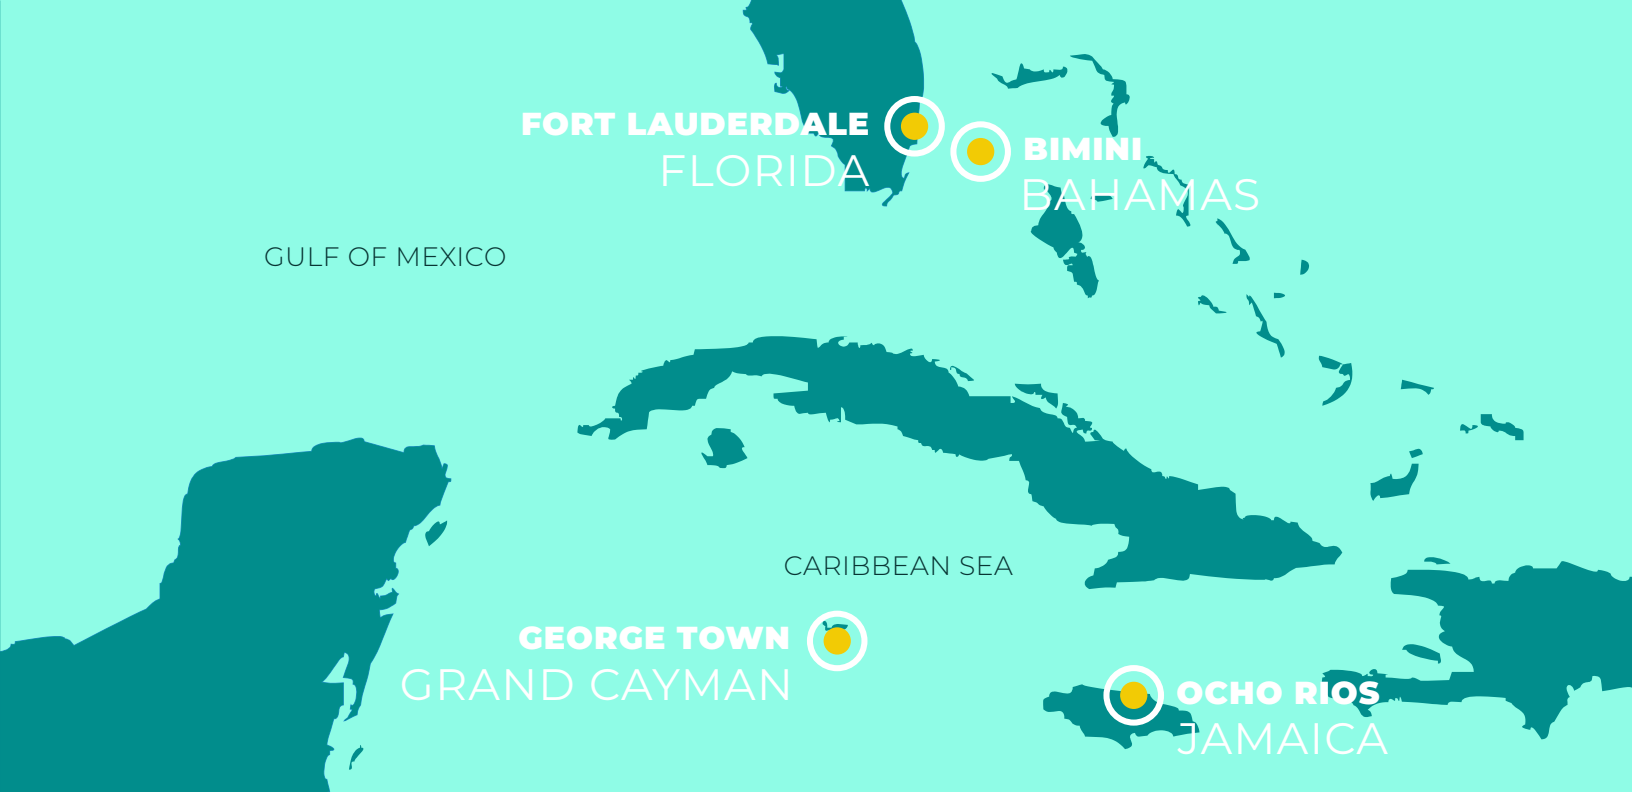 FORT LAUDERDALE
FLORIDA
BIMINI
BAHAMAS
GULF OF MEXICO
CARIBBEAN SEA
GEORGE TOWN
GRAND CAYMAN
OCHO RIOS
JAMAICA